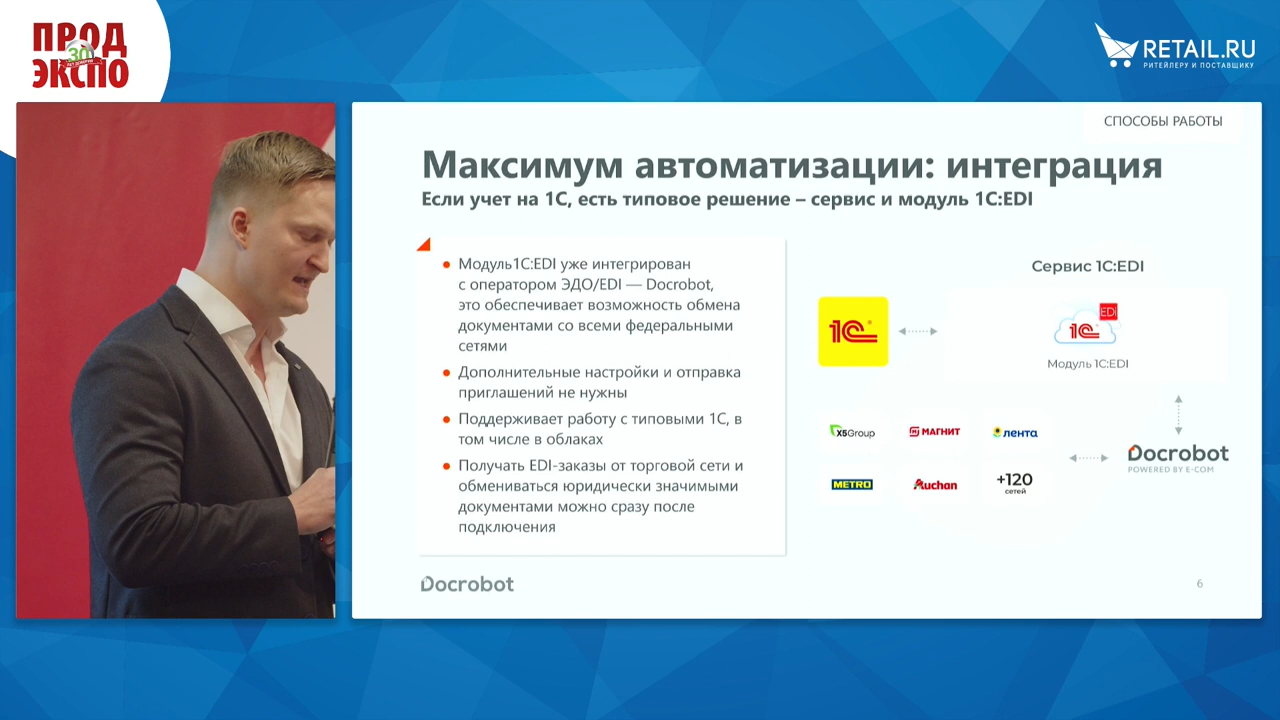 ПРОД
30
ЭКСПО
RETAIL.RU
РИТЕЙЛЕРУ И ПОСТАВЩИКУ
СПОСОБЫ РАБОТЫ
Максимум автоматизации: интеграция
Если учет на 1С, есть типовое решение – сервис и модуль 1С:EDI
Модуль1С:EDI уже интегрирован
с оператором ЭДО/EDI — Docrobot,
это обеспечивает возможность обмена
документами со всеми федеральными
сетями
Дополнительные настройки и отправка
приглашений не нужны
Поддерживает работу с типовыми 1С, в
том числе в облаках
Получать EDI-заказы от торговой сети и
обмениваться юридически значимыми
документами можно сразу после
подключения
Сервис 1С:EDI
1С
EDI
1С
Модуль 1С:EDI
X5Group
МАГНИТ
лента
METRO
Auchan
+120
сетей
Docrobot
POWERED BY E-COM
Docrobot
6